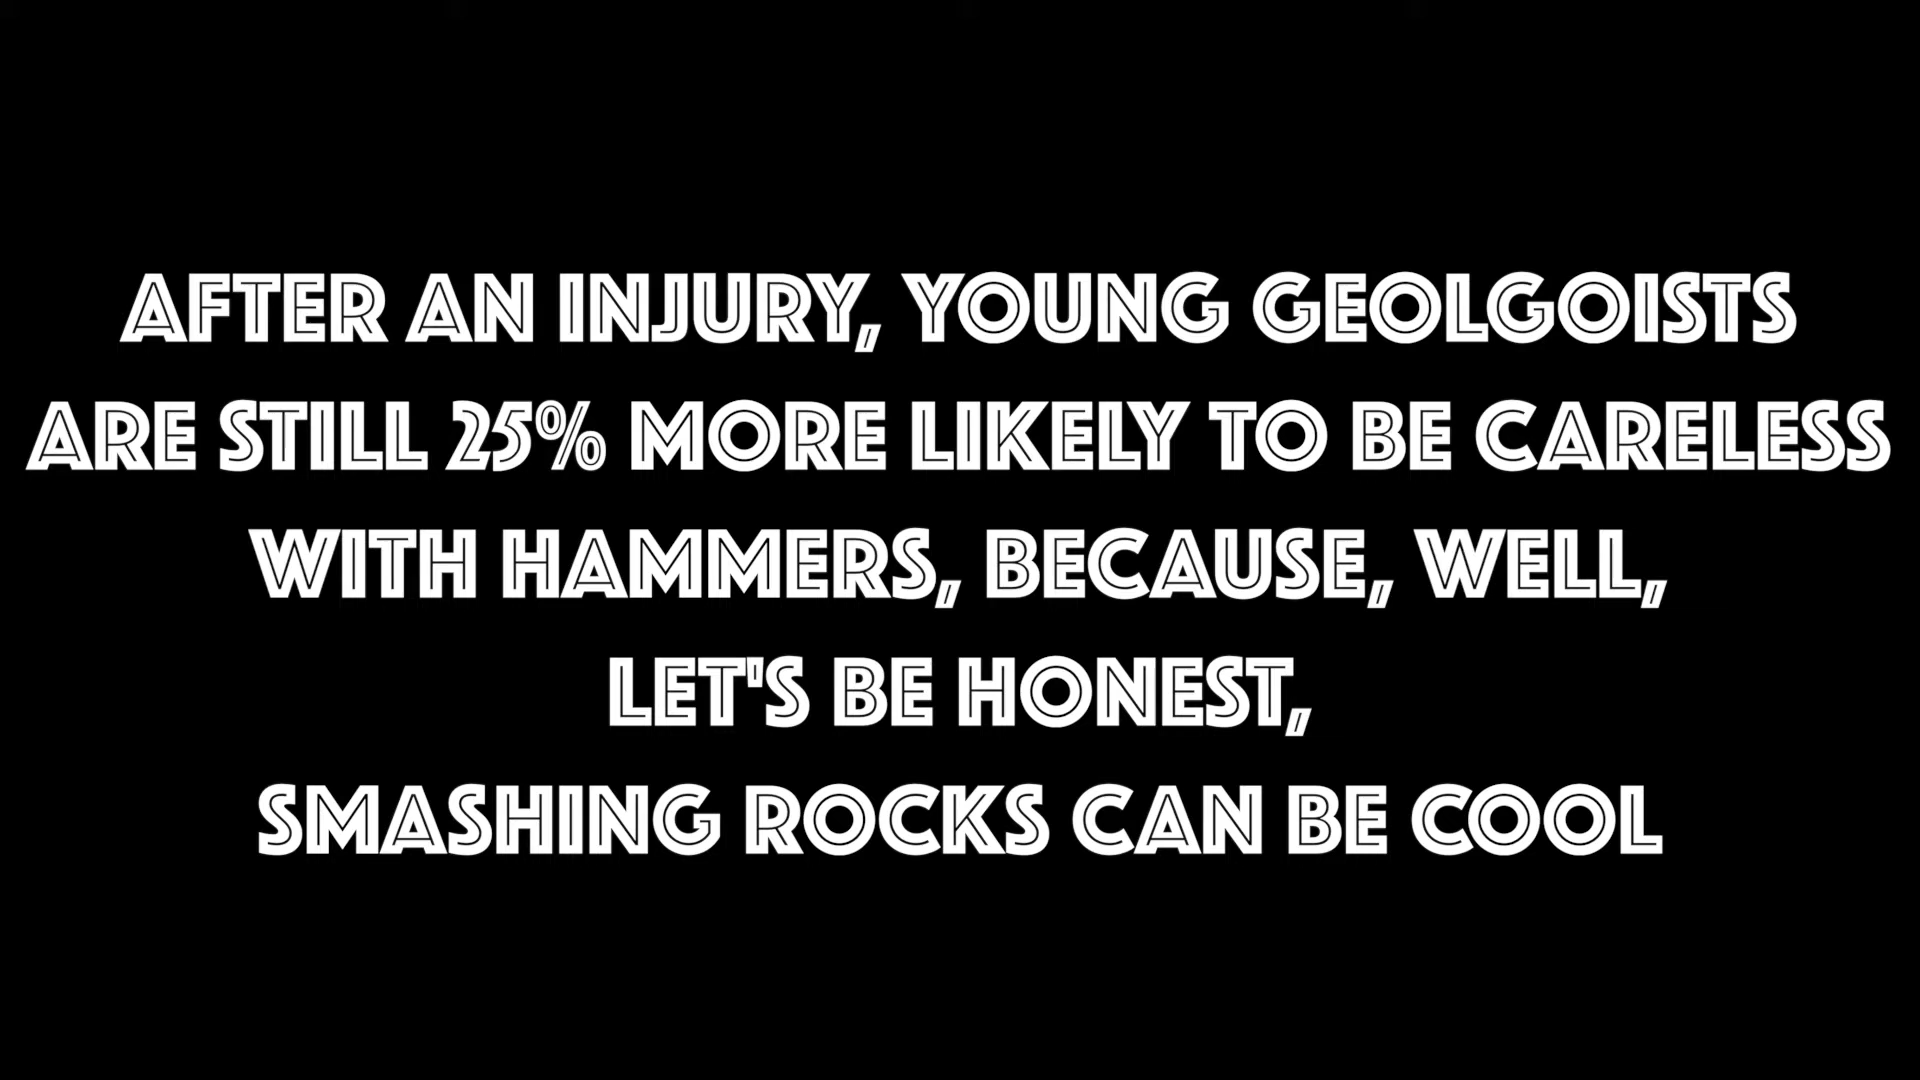 AFTER AN INJURY, YOUNG GEOLGOISTS
ARE STILL 25% MORE LIKELY TO BE CARELESS
WITH HAMMERS, BECAUSE, WELL,
LET'S BE HONEST,
SMASHING ROCKS CAN BE COOL